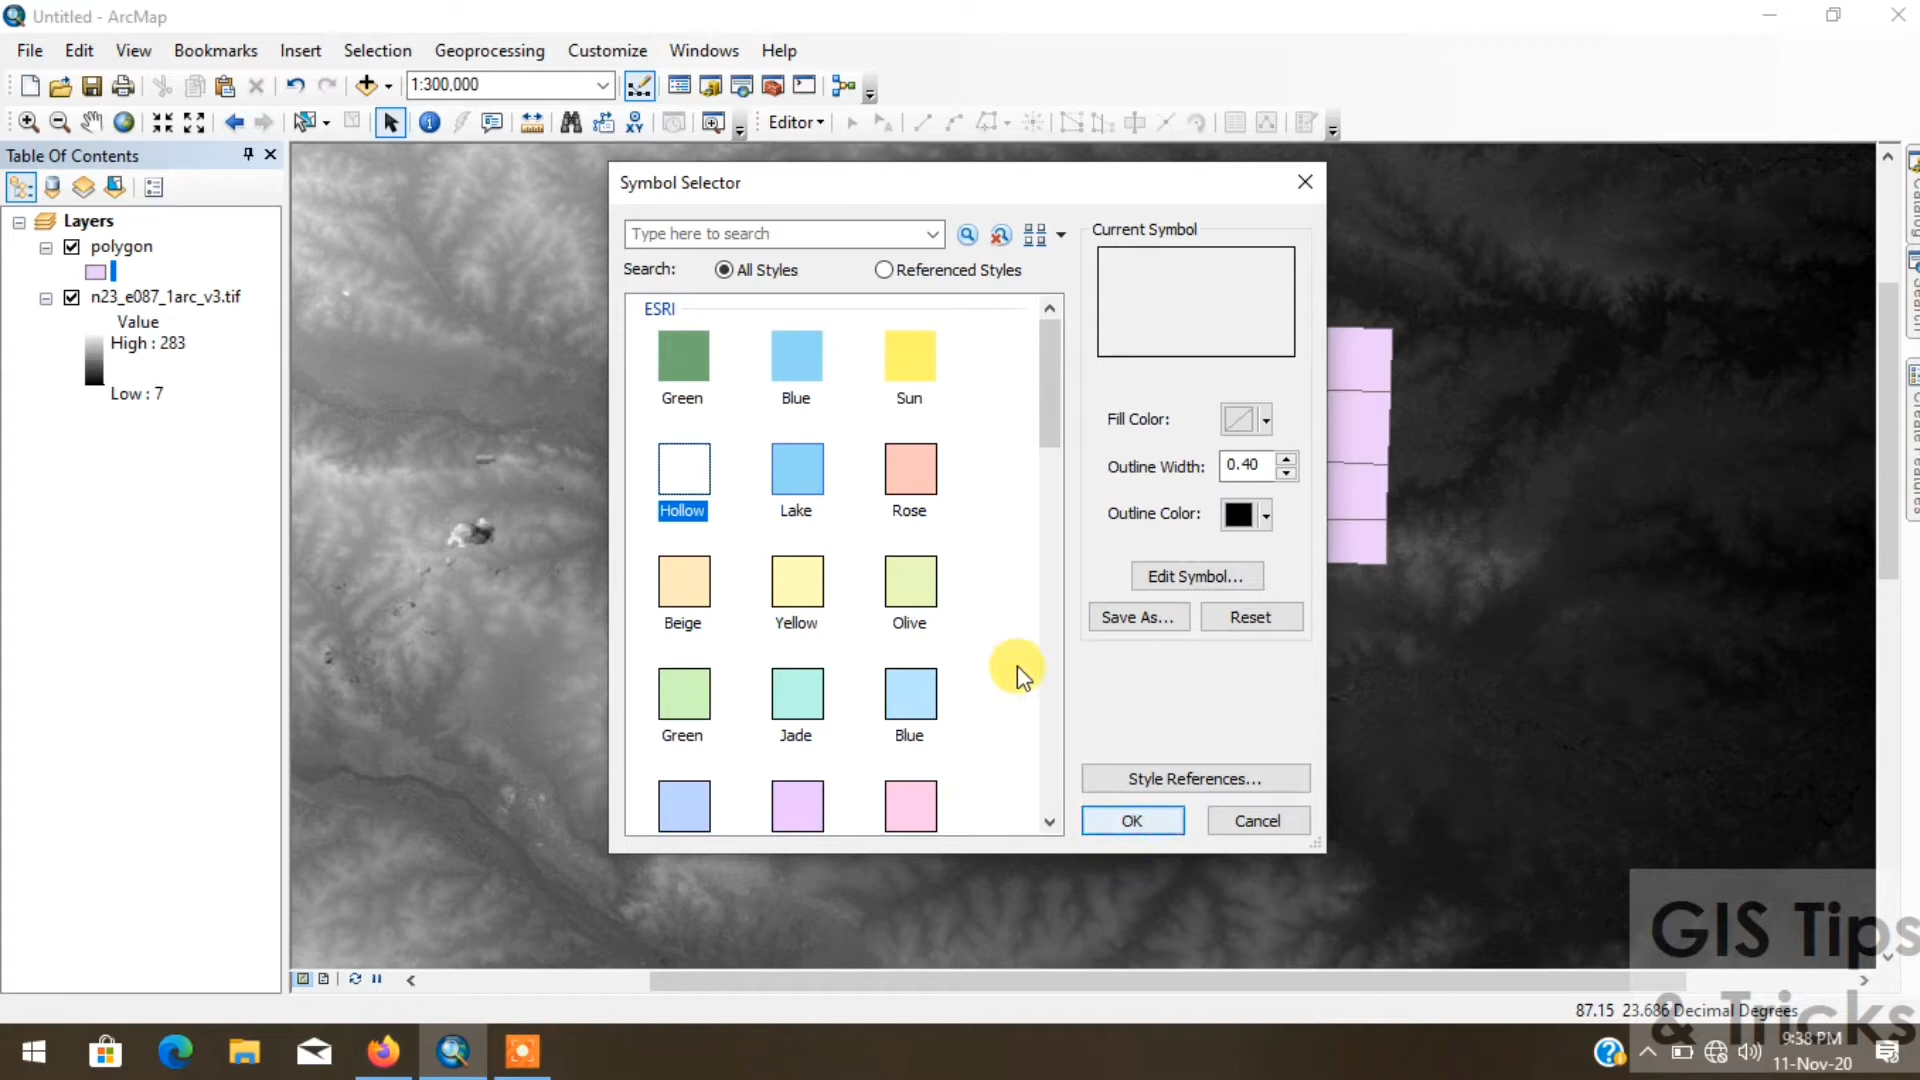 Untitled - ArcMap
File Edit View Bookmarks Insert Selection Geoprocessing Customize Windows Help
1:300,000
Editor
Table Of Contents
Layers
polygon
n23_e087_1arc_v3.tif
Value
High : 283
Low : 7
Symbol Selector
Type here to search
Search: All Styles Referenced Styles
ESRI
Green Blue Sun
Hollow Lake Rose
Beige Yellow Olive
Green Jade Blue
Current Symbol
Fill Color:
Outline Width: 0.40
Outline Color:
Edit Symbol...
Save As... Reset
Style References...
OK Cancel
Catalog
Search
Create Features
GIS Tips
& Tricks
87.15 23.686 Decimal Degrees
9:38 PM
11-Nov-20